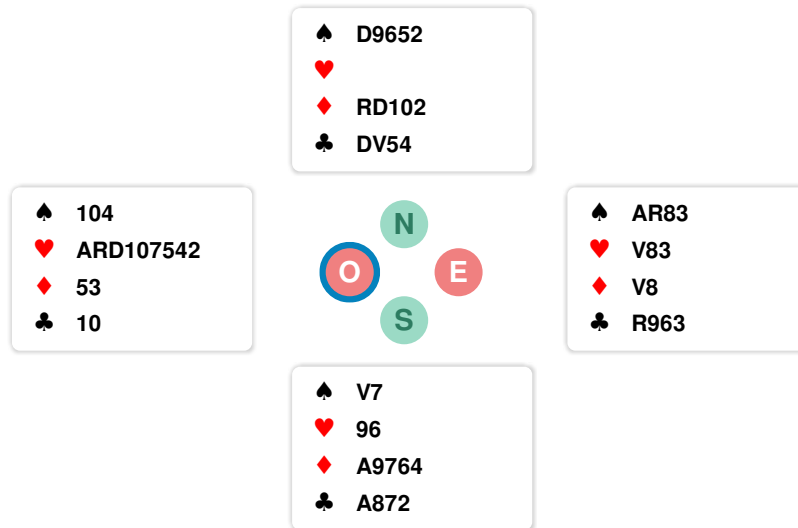 ♠ D9652
♥
♦ RD102
♣ DV54
♠ 104
♥ ARD107542
♦ 53
♣ 10
N
O E
S
♠ AR83
♥ V83
♦ V8
♣ R963
♠ V7
♥ 96
♦ A9764
♣ A872